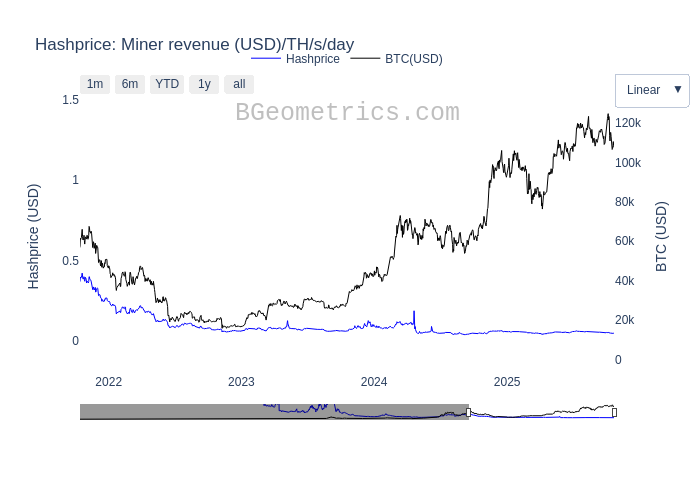 Hashprice: Miner revenue (USD)/TH/s/day
Hashprice BTC(USD)
1m 6m YTD 1y all
Linear ▼
BGeometrics.com
1.5
1
0.5
0
Hashprice (USD)
120k
100k
80k
60k
40k
20k
0
BTC (USD)
2022 2023 2024 2025